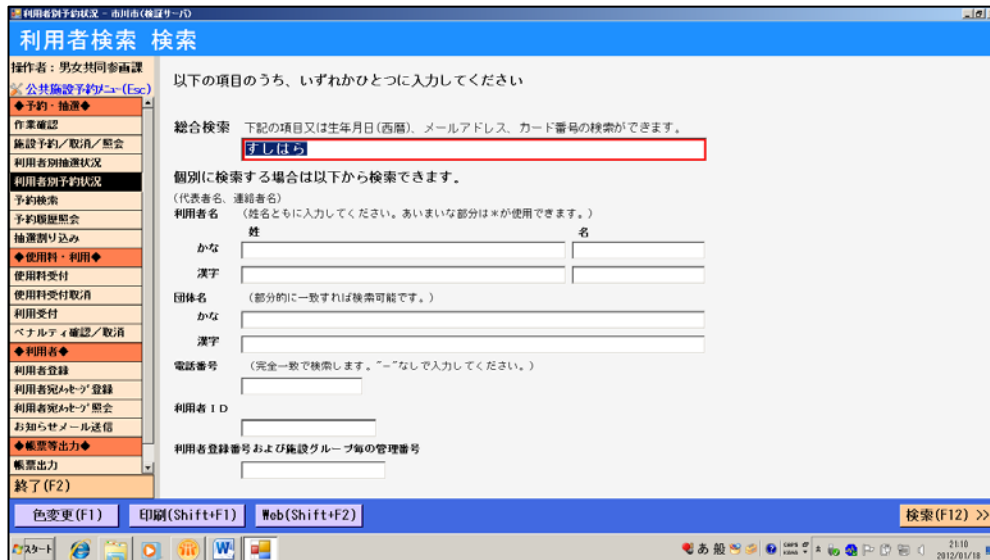 利用者別予約状況 - 市川市(検証サーバ)
利用者検索 検索
操作者：男女共同参画課
公共施設予約ﾒﾆｭｰ(Esc)
◆予約・抽選◆
作業確認
施設予約／取消／照会
利用者別抽選状況
利用者別予約状況
予約検索
予約履歴照会
抽選割り込み
◆使用料・利用◆
使用料受付
使用料受付取消
利用受付
ペナルティ確認／取消
◆利用者◆
利用者登録
利用者宛ﾒｯｾｰｼﾞ登録
利用者宛ﾒｯｾｰｼﾞ照会
お知らせメール送信
◆帳票等出力◆
帳票出力
終了(F2)
以下の項目のうち、いずれかひとつに入力してください
総合検索 下記の項目又は生年月日(西暦)、メールアドレス、カード番号の検索ができます。
すしはら
個別に検索する場合は以下から検索できます。
(代表者名、連絡者名)
利用者名 (姓名ともに入力してください。あいまいな部分は＊が使用できます。)
姓 名
かな
漢字
団体名 (部分的に一致すれば検索可能です。)
かな
漢字
電話番号 (完全一致で検索します。"－"なしで入力してください。)
利用者ＩＤ
利用者登録番号および施設グループ毎の管理番号
色変更(F1) 印刷(Shift+F1) Web(Shift+F2) 検索(F12) >>
スタート あ 般 CAPS KANA 21:10
2012/01/18